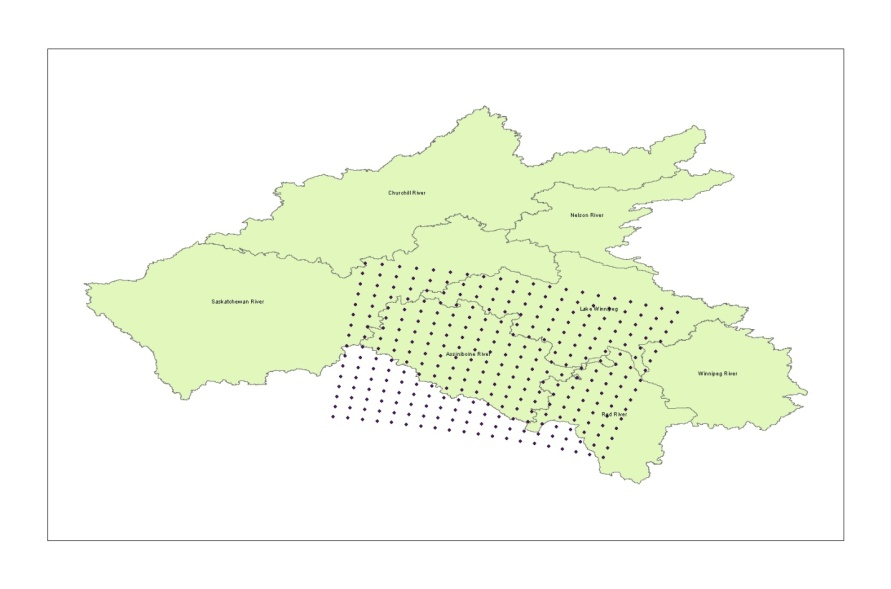 Churchill River
Nelson River
Saskatchewan River
Lake Winnipeg
Assiniboine River
Winnipeg River
Red River